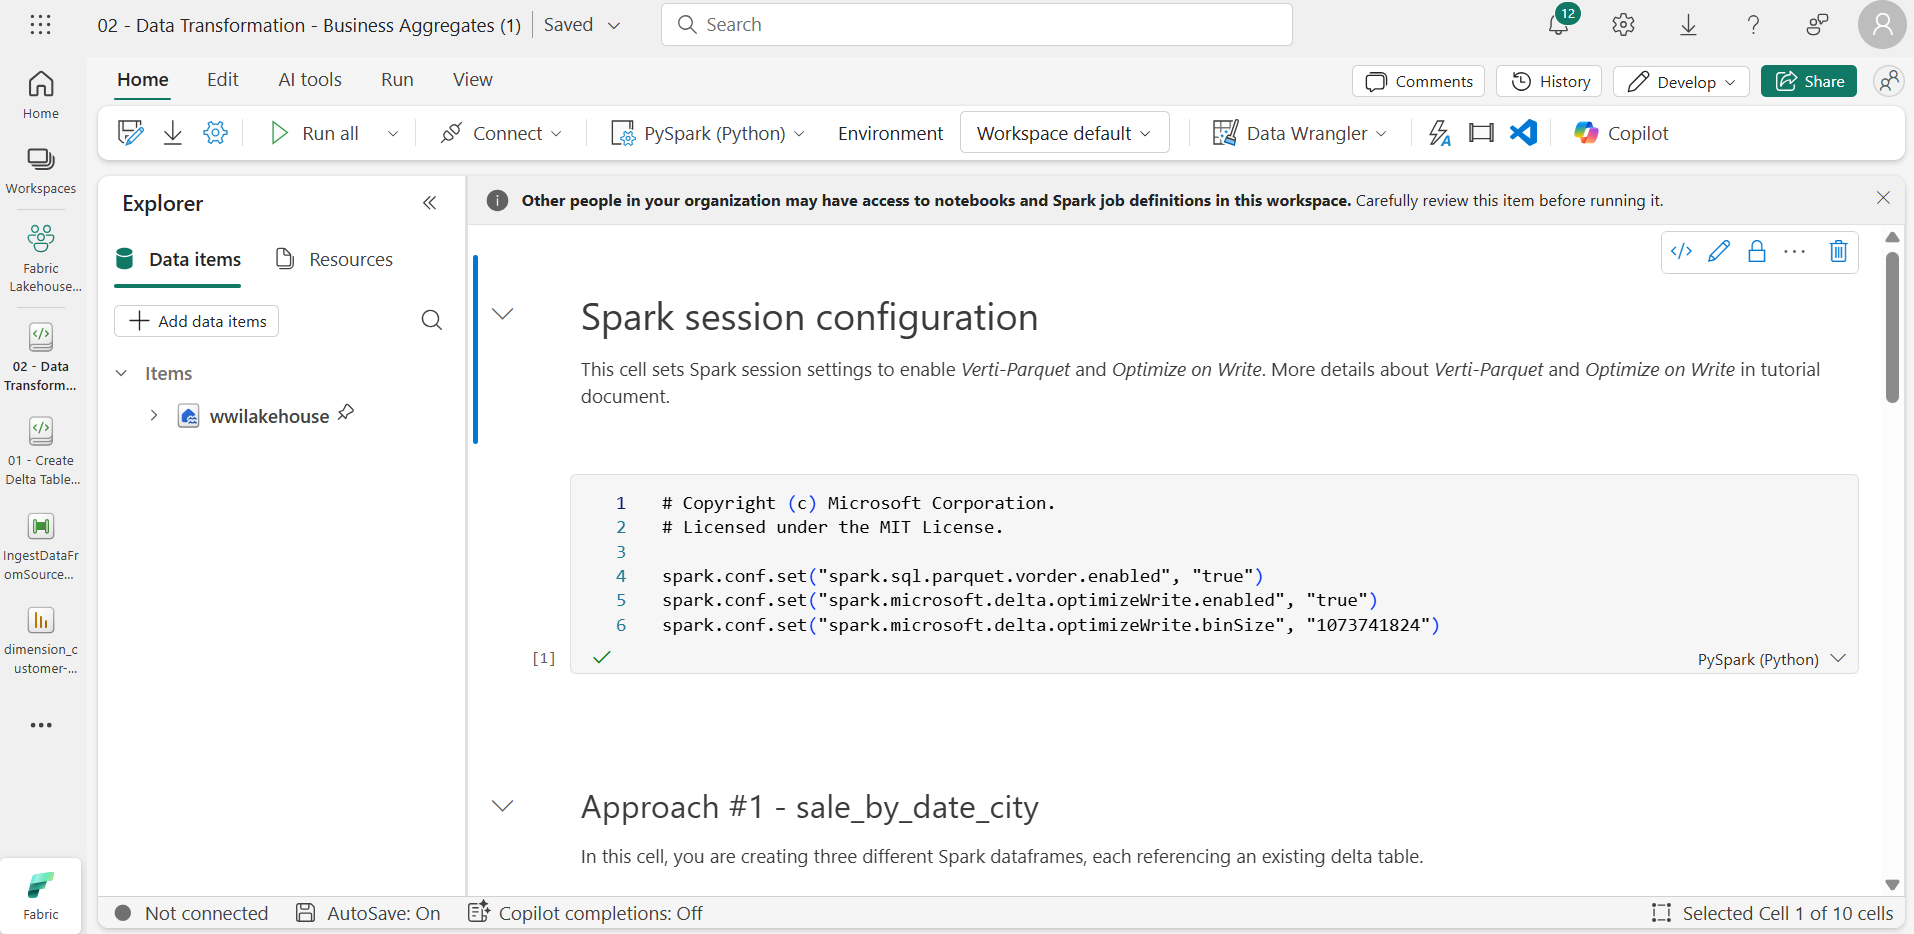 02 - Data Transformation - Business Aggregates (1)
Saved
Search
12
Home
Edit
AI tools
Run
View
Comments
History
Develop
Share
Run all
Connect
PySpark (Python)
Environment
Workspace default
Data Wrangler
Copilot
Home
Workspaces
Fabric
Lakehouse...
02 - Data
Transform...
01 - Create
Delta Table...
IngestDataFr
omSource...
dimension_c
ustomer-...
Fabric
Explorer
Data items
Resources
Add data items
Items
wwilakehouse
Other people in your organization may have access to notebooks and Spark job definitions in this workspace. Carefully review this item before running it.
Spark session configuration
This cell sets Spark session settings to enable Verti-Parquet and Optimize on Write. More details about Verti-Parquet and Optimize on Write in tutorial
document.
1 # Copyright (c) Microsoft Corporation.
2 # Licensed under the MIT License.
3
4 spark.conf.set("spark.sql.parquet.vorder.enabled", "true")
5 spark.conf.set("spark.microsoft.delta.optimizeWrite.enabled", "true")
6 spark.conf.set("spark.microsoft.delta.optimizeWrite.binSize", "1073741824")
[1]
PySpark (Python)
Approach #1 - sale_by_date_city
In this cell, you are creating three different Spark dataframes, each referencing an existing delta table.
Not connected
AutoSave: On
Copilot completions: Off
Selected Cell 1 of 10 cells